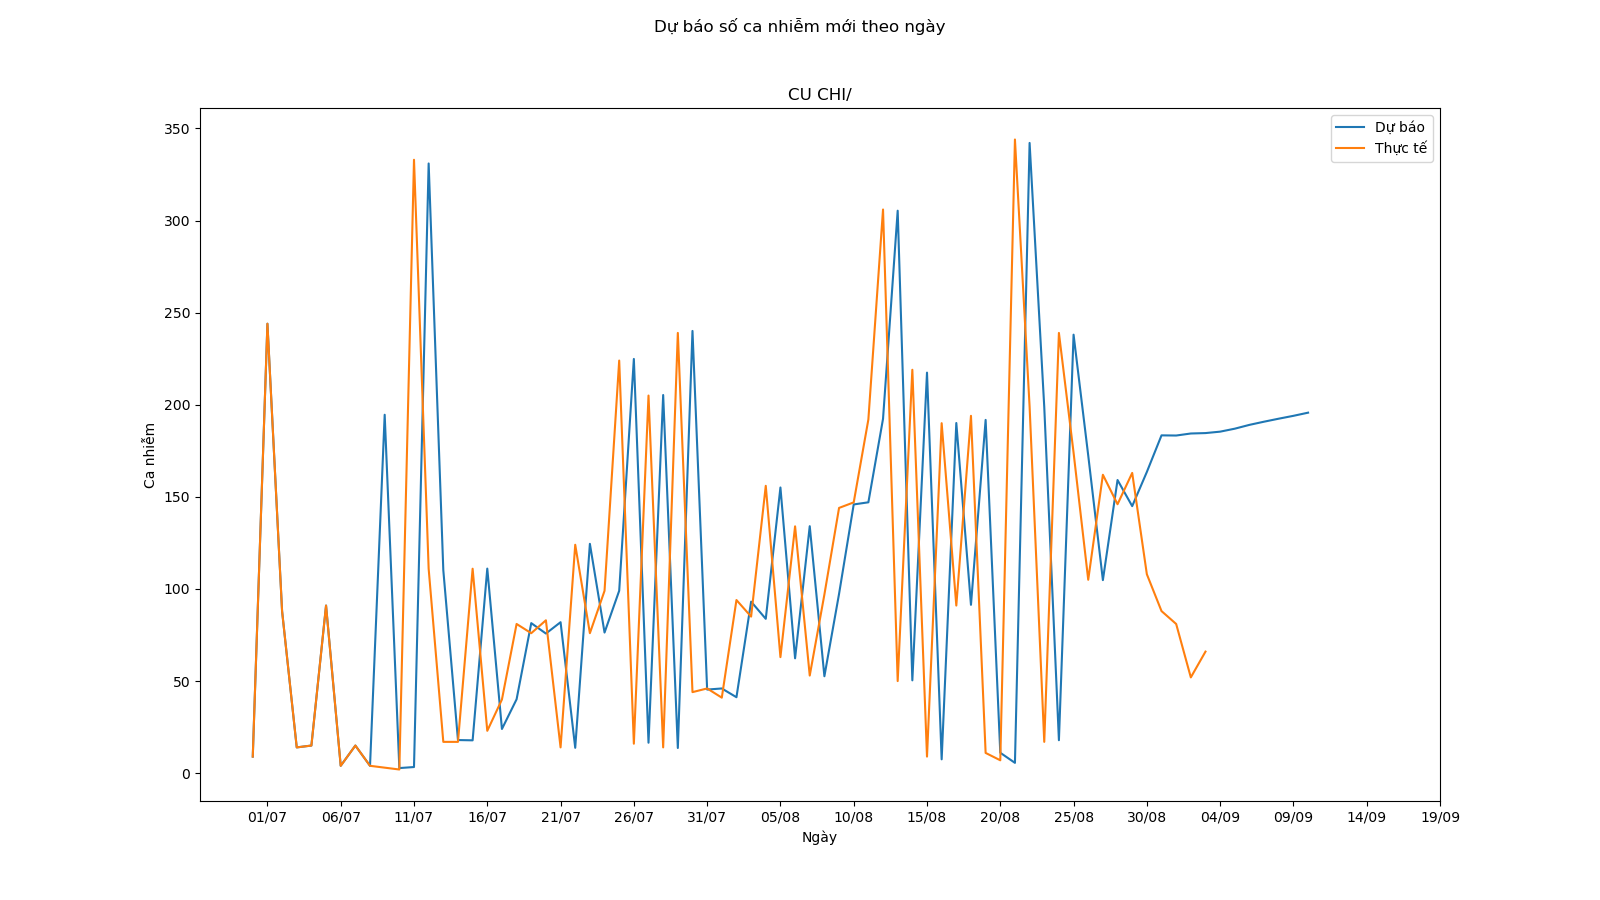 Dự báo số ca nhiễm mới theo ngày
CU CHI/
Dự báo
Thực tế
350
300
250
200
150
100
50
0
Ca nhiễm
01/07 06/07 11/07 16/07 21/07 26/07 31/07 05/08 10/08 15/08 20/08 25/08 30/08 04/09 09/09 14/09 19/09
Ngày